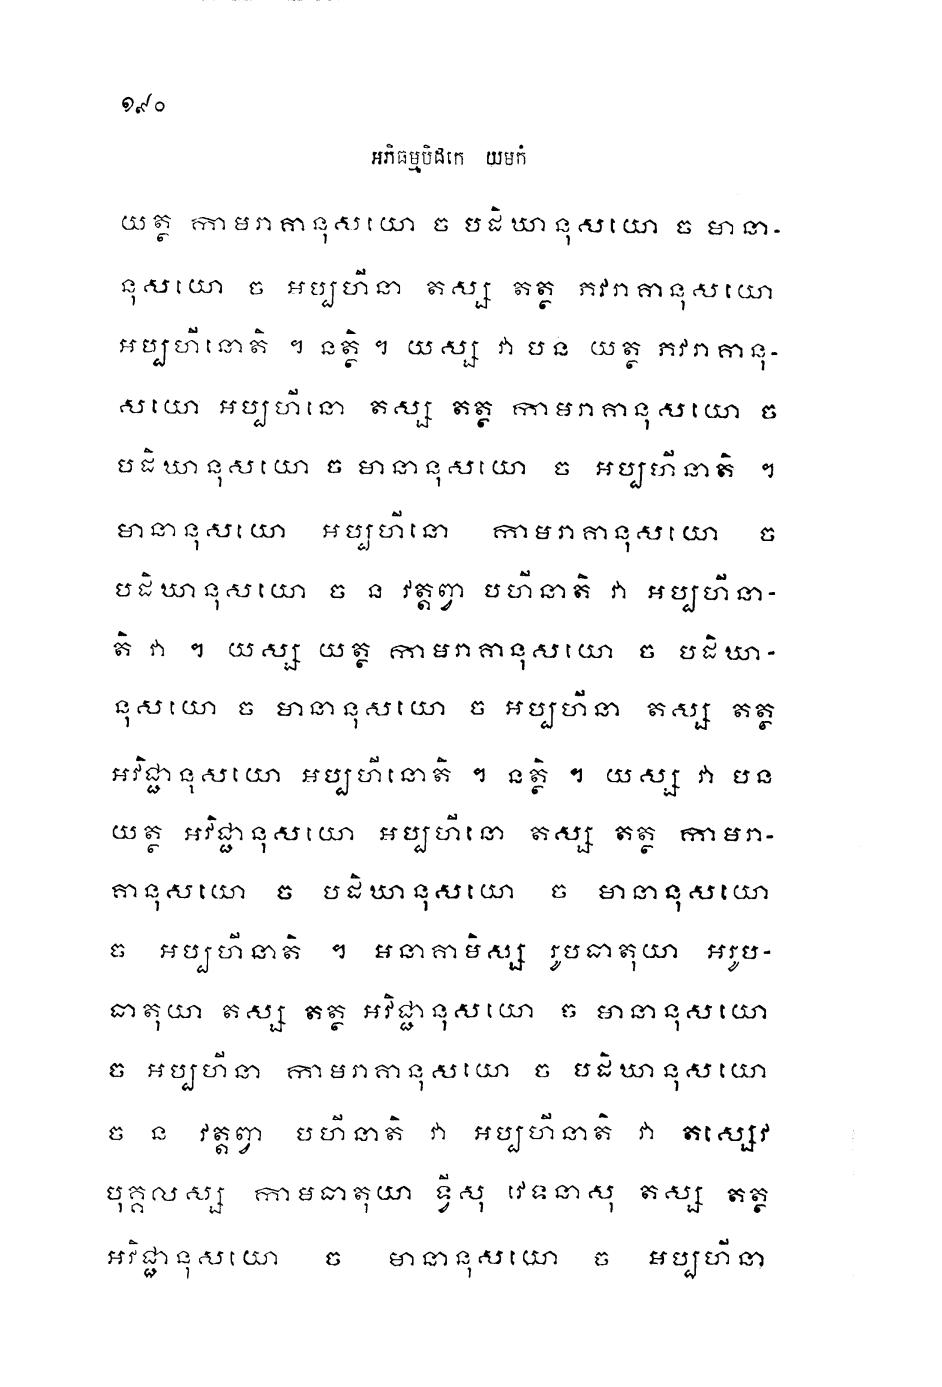 ១៩០
អភិធម្មបិដកេ យមកំ
យត្ថ កាមរាគានុសយោ ច បដិឃានុសយោ ច មានា-
នុសយោ ច អប្បហីនា តស្ស តត្ថ ភវរាគានុសយោ
អប្បហីនោតិ ។ នត្ថិ ។ យស្ស វា បន យត្ថ ភវរាគានុ-
សយោ អប្បហីនោ តស្ស តត្ថ កាមរាគានុសយោ ច
បដិឃានុសយោ ច មានានុសយោ ច អប្បហីនាតិ ។
មានានុសយោ អប្បហីនោ កាមរាគានុសយោ ច
បដិឃានុសយោ ច ន វត្តព្វា បហីនាតិ វា អប្បហីនា-
តិ វា ។ យស្ស យត្ថ កាមរាគានុសយោ ច បដិឃា-
នុសយោ ច មានានុសយោ ច អប្បហីនា តស្ស តត្ថ
អវិជ្ជានុសយោ អប្បហីនោតិ ។ នត្ថិ ។ យស្ស វា បន
យត្ថ អវិជ្ជានុសយោ អប្បហីនោ តស្ស តត្ថ កាមរា-
គានុសយោ ច បដិឃានុសយោ ច មានានុសយោ
ច អប្បហីនាតិ ។ អនាគាមិស្ស រូបធាតុយា អរូប-
ធាតុយា តស្ស តត្ថ អវិជ្ជានុសយោ ច មានានុសយោ
ច អប្បហីនា កាមរាគានុសយោ ច បដិឃានុសយោ
ច ន វត្តព្វា បហីនាតិ វា អប្បហីនាតិ វា តស្សេវ
បុគ្គលស្ស កាមធាតុយា ទ្វីសុ វេទនាសុ តស្ស តត្ថ
អវិជ្ជានុសយោ ច មានានុសយោ ច អប្បហីនា